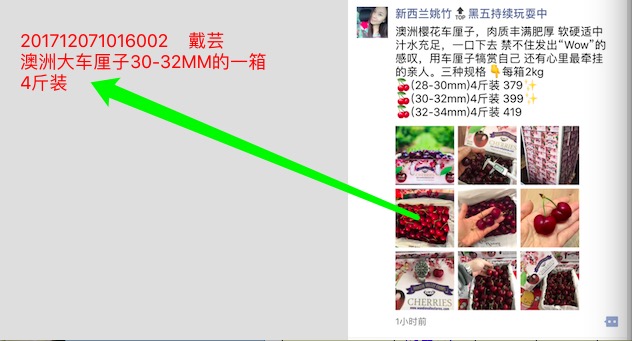 201712071016002 戴芸
澳洲大车厘子30-32MM的一箱
4斤装
新西兰姚竹🔝黑五持续玩耍中
澳洲樱花车厘子，肉质丰满肥厚 软硬适中
汁水充足，一口下去 禁不住发出“Wow”的
感叹，用车厘子犒赏自己 还有心里最牵挂
的亲人。三种规格👇每箱2kg
🍒(28-30mm)4斤装 379✨
🍒(30-32mm)4斤装 399✨
🍒(32-34mm)4斤装 419
CHERRIES
CHERRIES
1小时前